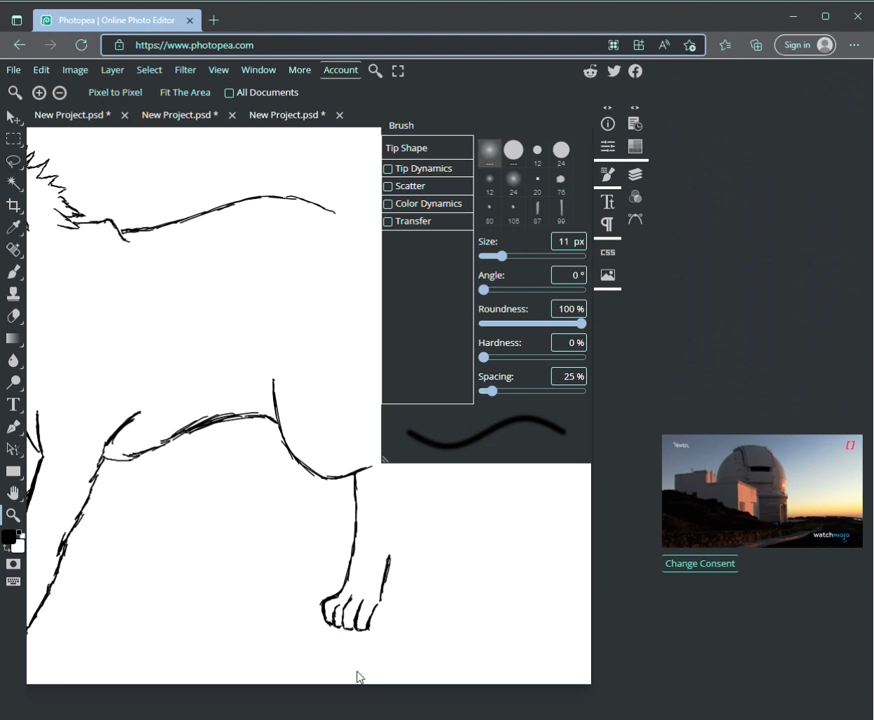 Photopea | Online Photo Editor
https://www.photopea.com
Sign in
File Edit Image Layer Select Filter View Window More Account
Pixel to Pixel Fit The Area All Documents
New Project.psd * New Project.psd * New Project.psd *
Brush
Tip Shape
Tip Dynamics
Scatter
Color Dynamics
Transfer
--- --- 12 24
12 24 20 76
80 105 87 99
Size: 11 px
Angle: 0 °
Roundness: 100 %
Hardness: 0 %
Spacing: 25 %
CSS
watchmojo
Change Consent